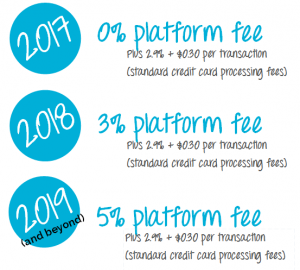 2017
0% platform fee
Plus 2.9% + $0.30 per transaction
(standard credit card processing fees)
2018
3% platform fee
Plus 2.9% + $0.30 per transaction
(standard credit card processing fees)
2019
(and beyond)
5% platform fee
Plus 2.9% + $0.30 per transaction
(standard credit card processing fees)